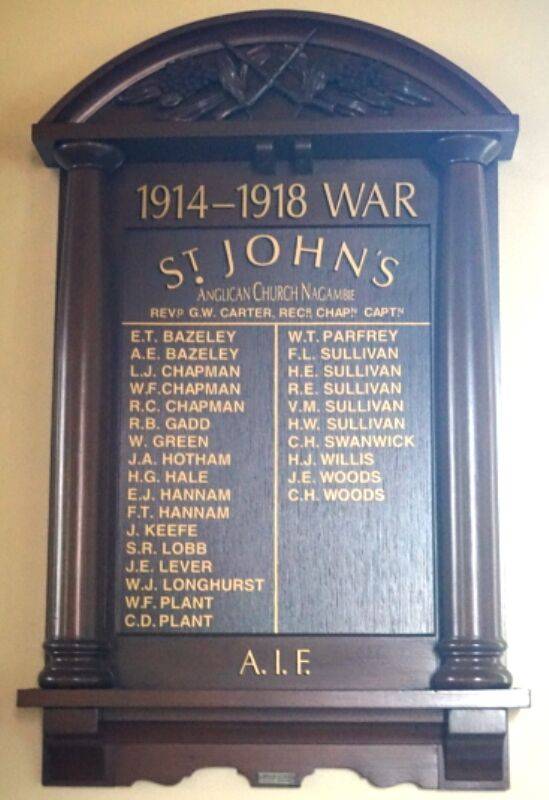 1914–1918 WAR
ST. JOHN'S
ANGLICAN CHURCH NAGAMBIE
REVD. G.W. CARTER, RECR. CHAPN. CAPTN.
E.T. BAZELEY
A.E. BAZELEY
L.J. CHAPMAN
W.F. CHAPMAN
R.C. CHAPMAN
R.B. GADD
W. GREEN
J.A. HOTHAM
H.G. HALE
E.J. HANNAM
F.T. HANNAM
J. KEEFE
S.R. LOBB
J.E. LEVER
W.J. LONGHURST
W.F. PLANT
C.D. PLANT
W.T. PARFREY
F.L. SULLIVAN
H.E. SULLIVAN
R.E. SULLIVAN
V.M. SULLIVAN
H.W. SULLIVAN
C.H. SWANWICK
H.J. WILLIS
J.E. WOODS
C.H. WOODS
A.I.F.